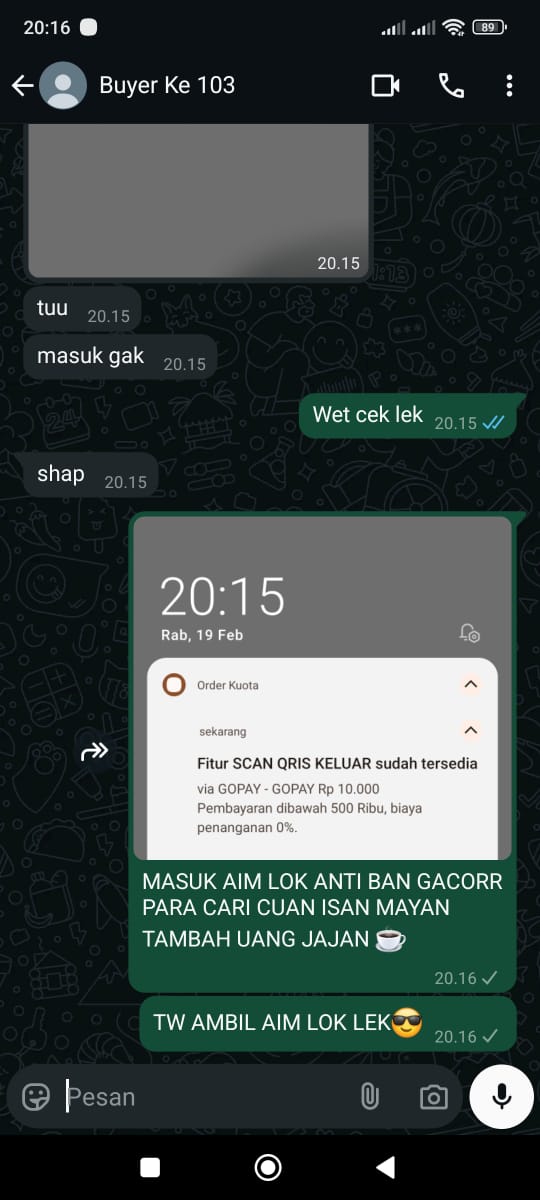 20:16
89
Buyer Ke 103
20.15
tuu 20.15
masuk gak 20.15
Wet cek lek 20.15
shap 20.15
20:15
Rab, 19 Feb
Order Kuota
sekarang
Fitur SCAN QRIS KELUAR sudah tersedia
via GOPAY - GOPAY Rp 10.000
Pembayaran dibawah 500 Ribu, biaya
penanganan 0%.
MASUK AIM LOK ANTI BAN GACORR
PARA CARI CUAN ISAN MAYAN
TAMBAH UANG JAJAN ☕
20.16
TW AMBIL AIM LOK LEK😎 20.16
Pesan